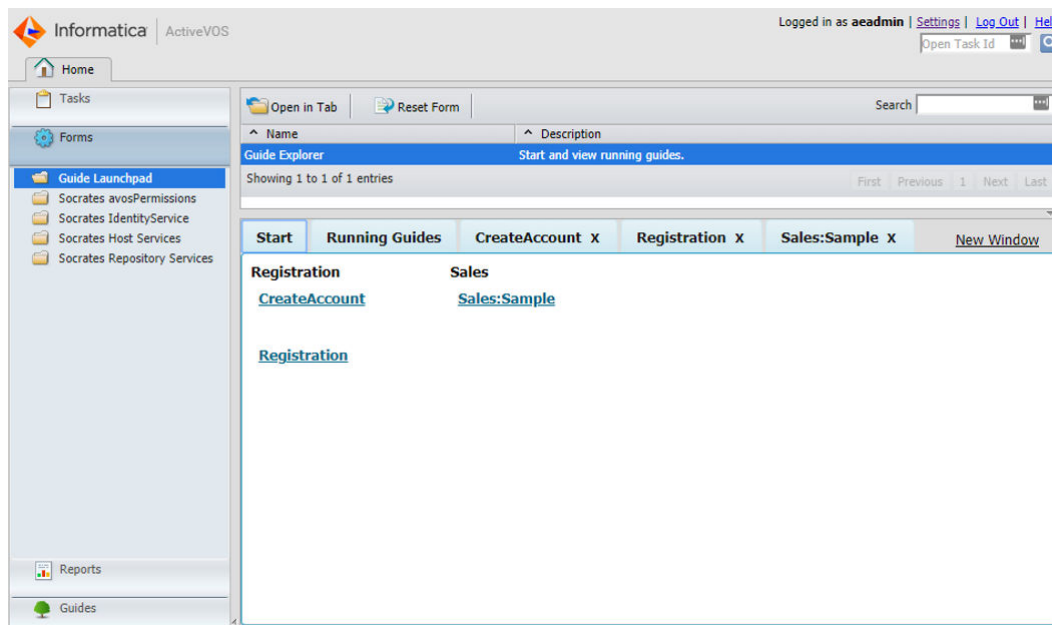 Informatica ActiveVOS
Logged in as aeadmin | Settings | Log Out | Hel
Open Task Id
Home
Tasks
Forms
Guide Launchpad
Socrates avosPermissions
Socrates IdentityService
Socrates Host Services
Socrates Repository Services
Reports
Guides
Open in Tab Reset Form Search
Name Description
Guide Explorer Start and view running guides.
Showing 1 to 1 of 1 entries First Previous 1 Next Last
Start Running Guides CreateAccount X Registration X Sales:Sample X New Window
Registration Sales
CreateAccount Sales:Sample
Registration